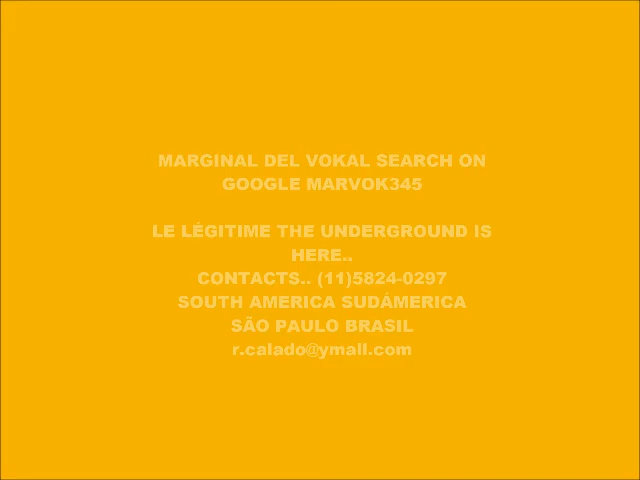 MARGINAL DEL VOKAL SEARCH ON
GOOGLE MARVOK345
LE LÉGITIME THE UNDERGROUND IS
HERE..
CONTACTS.. (11)5824-0297
SOUTH AMERICA SUDÁMERICA
SÃO PAULO BRASIL
r.calado@ymail.com